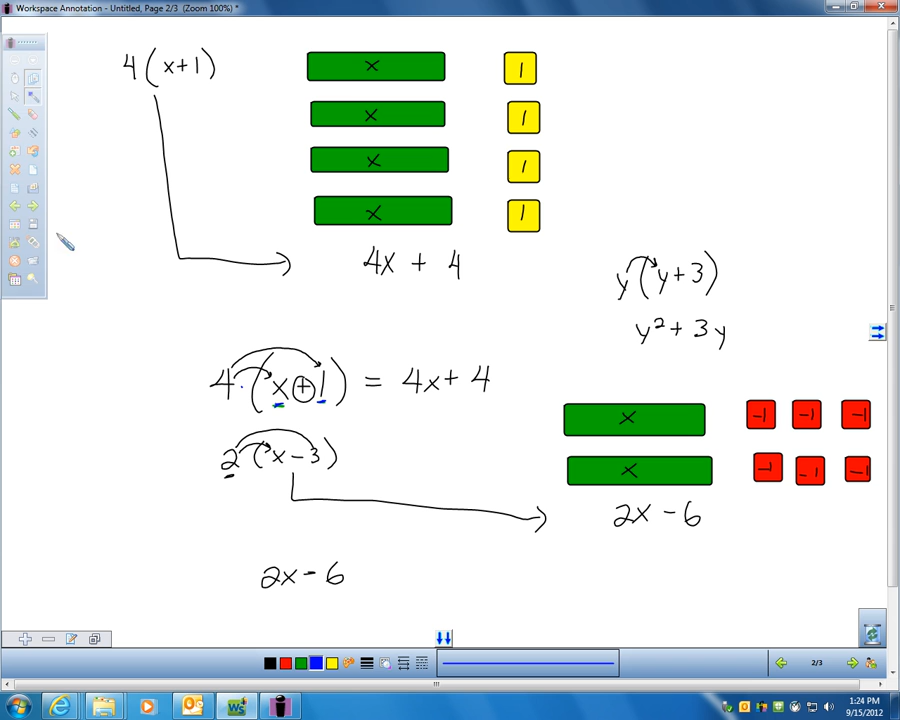 Workspace Annotation - Untitled, Page 2/3 (Zoom 100%) *
4(x+1)
x 1
x 1
x 1
x 1
4x + 4
y(y+3)
y²+ 3y
4·(x+1) = 4x+ 4
x -1 -1 -1
2(x-3)
x -1 -1 -1
2x - 6
2x - 6
2/3
1:24 PM
9/15/2012